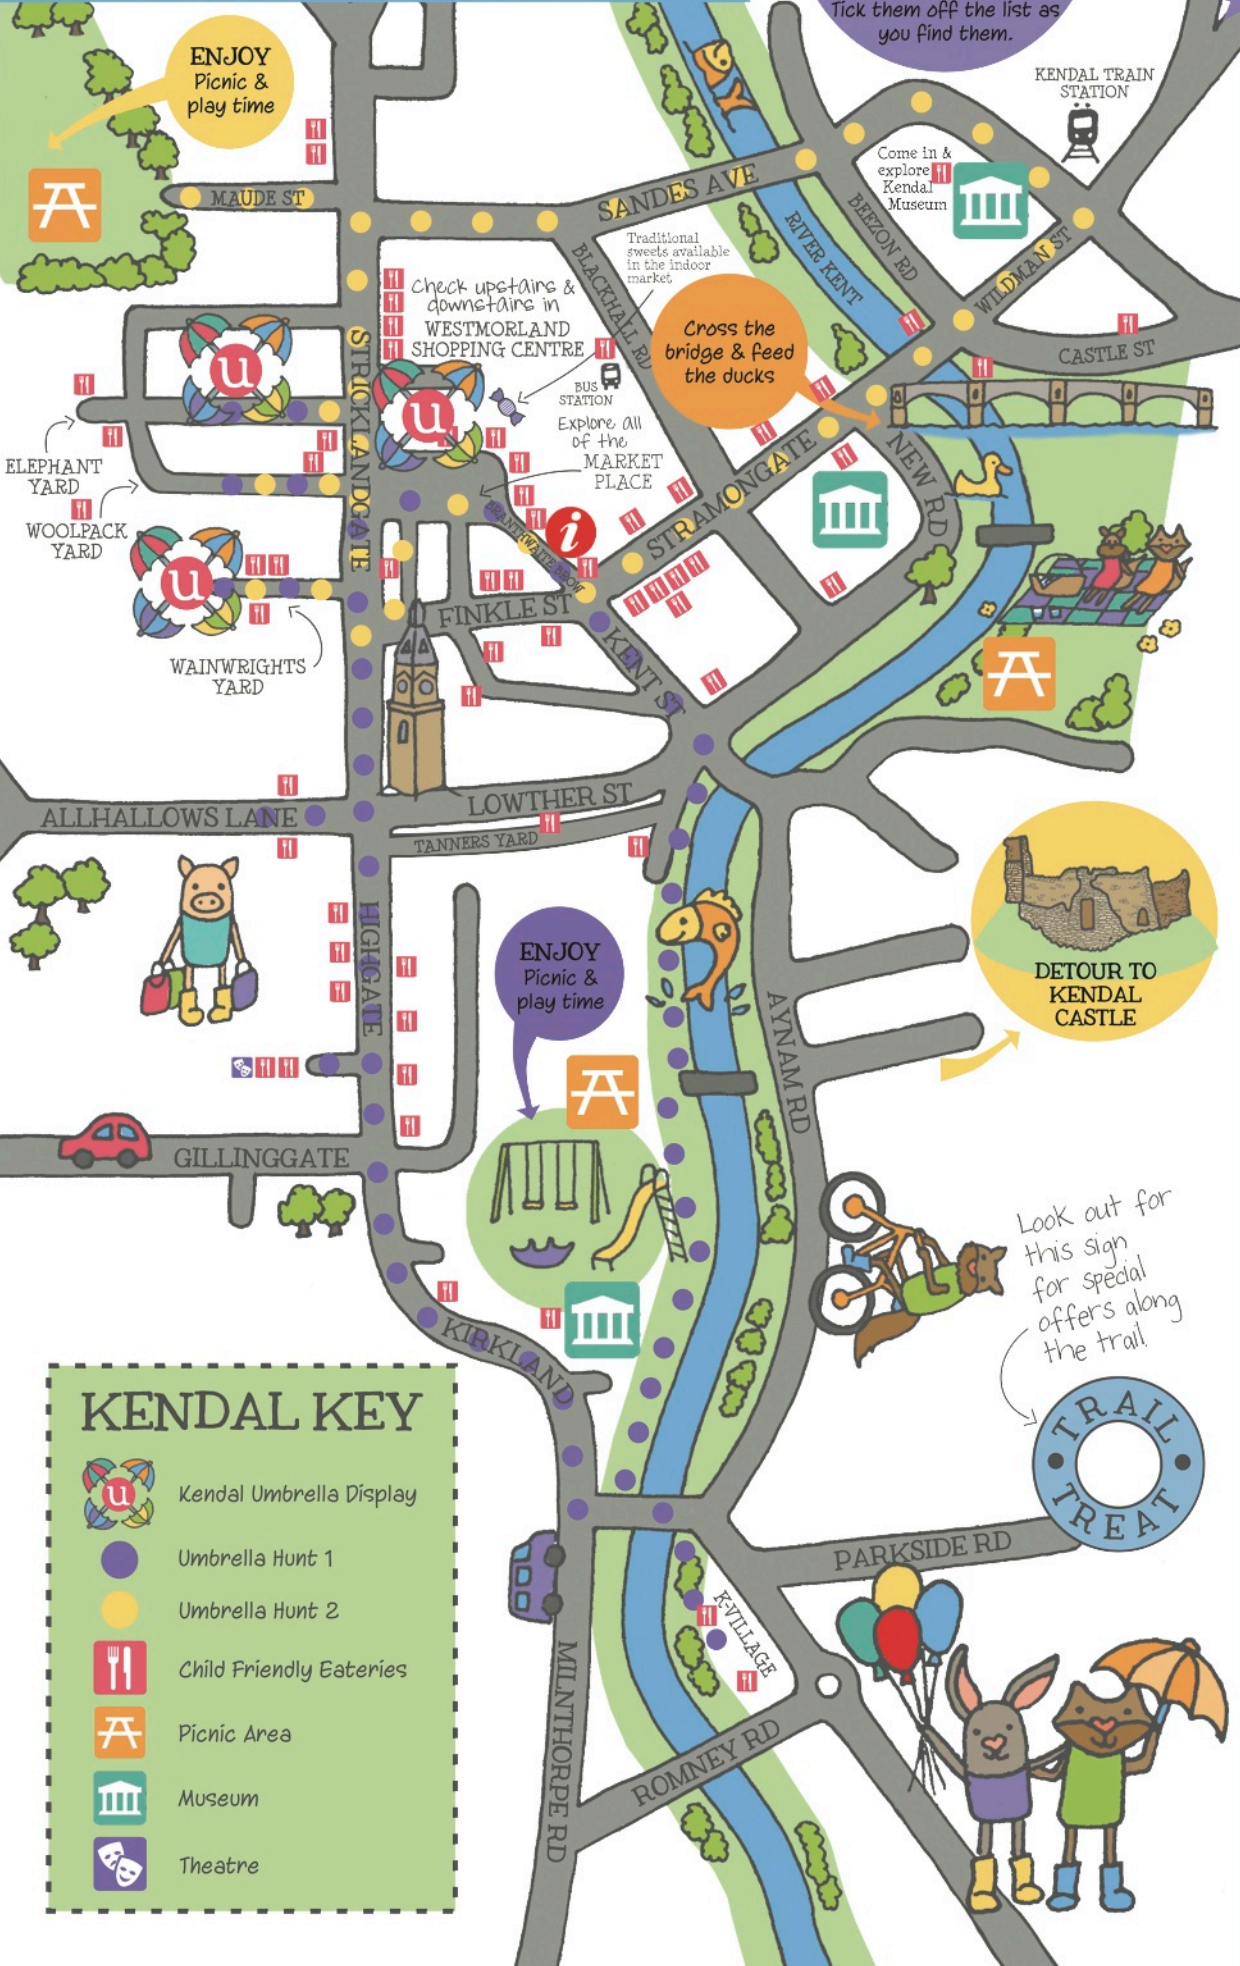 Tick them off the list as
you find them.
ENJOY
Picnic &
play time
KENDAL TRAIN
STATION
Come in &
explore
Kendal
Museum
MAUDE ST
SANDES AVE
RIVER KENT
BEEZON RD
WILDMAN ST
CASTLE ST
BLACKHALL RD
Traditional
sweets available
in the indoor
market
Check upstairs &
downstairs in
WESTMORLAND
SHOPPING CENTRE
Cross the
bridge & feed
the ducks
u
u
BUS
STATION
STRICKLANDGATE
Explore all
of the
MARKET
PLACE
ELEPHANT
YARD
WOOLPACK
YARD
NEW RD
STRAMONGATE
BRANTHWAITE BROW
i
u
FINKLE ST
KENT ST
WAINWRIGHTS
YARD
ALLHALLOWS LANE
LOWTHER ST
TANNERS YARD
HIGHGATE
ENJOY
Picnic &
play time
DETOUR TO
KENDAL
CASTLE
AYNAM RD
GILLINGGATE
Look out for
this sign
for special
offers along
the trail
KIRKLAND
TRAIL
TREAT
KENDAL KEY
u
Kendal Umbrella Display
Umbrella Hunt 1
Umbrella Hunt 2
Child Friendly Eateries
Picnic Area
Museum
Theatre
PARKSIDE RD
K-VILLAGE
MILNTHORPE RD
ROMNEY RD